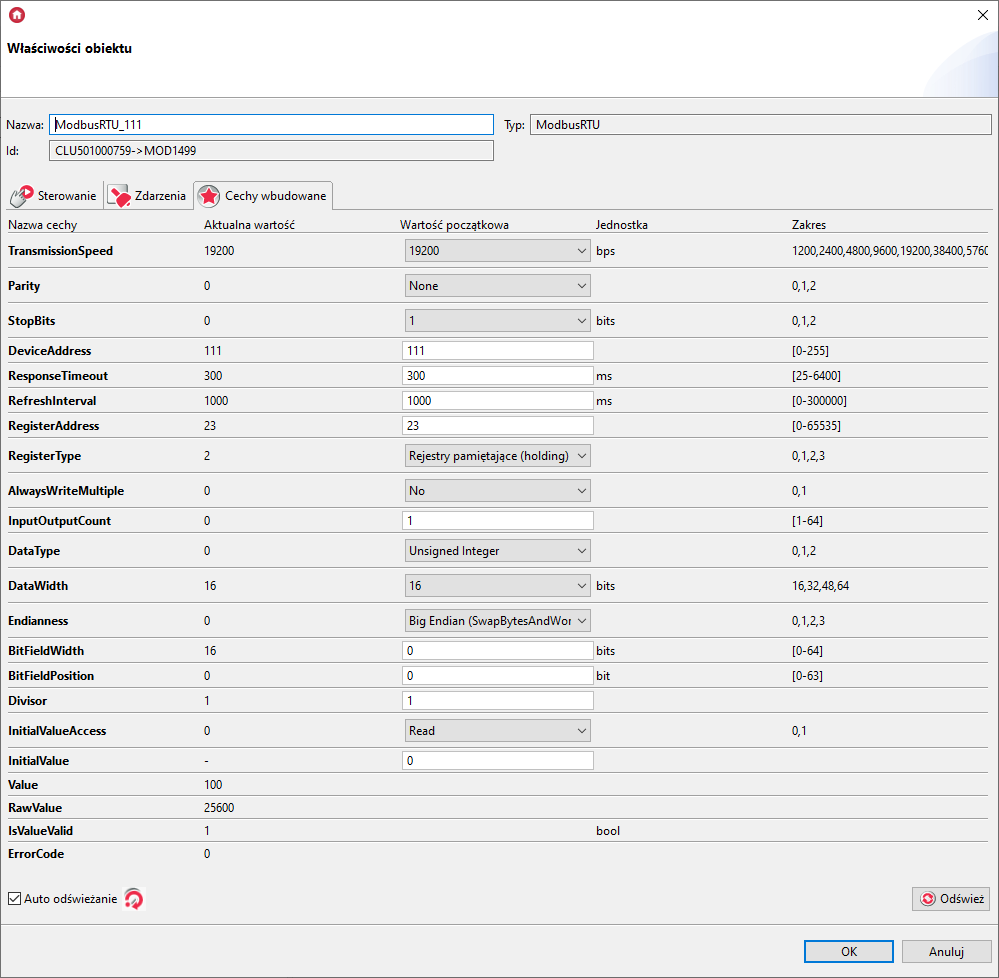 Właściwości obiektu
Nazwa: ModbusRTU_111 Typ: ModbusRTU
Id: CLU501000759->MOD1499
Sterowanie Zdarzenia Cechy wbudowane
Nazwa cechy Aktualna wartość Wartość początkowa Jednostka Zakres
TransmissionSpeed 19200 19200 bps 1200,2400,4800,9600,19200,38400,5760
Parity 0 None 0,1,2
StopBits 0 1 bits 0,1,2
DeviceAddress 111 111 [0-255]
ResponseTimeout 300 300 ms [25-6400]
RefreshInterval 1000 1000 ms [0-300000]
RegisterAddress 23 23 [0-65535]
RegisterType 2 Rejestry pamiętające (holding) 0,1,2,3
AlwaysWriteMultiple 0 No 0,1
InputOutputCount 0 1 [1-64]
DataType 0 Unsigned Integer 0,1,2
DataWidth 16 16 bits 16,32,48,64
Endianness 0 Big Endian (SwapBytesAndWor 0,1,2,3
BitFieldWidth 16 0 bits [0-64]
BitFieldPosition 0 0 bit [0-63]
Divisor 1 1
InitialValueAccess 0 Read 0,1
InitialValue - 0
Value 100
RawValue 25600
IsValueValid 1 bool
ErrorCode 0
Auto odświeżanie Odśwież
OK Anuluj